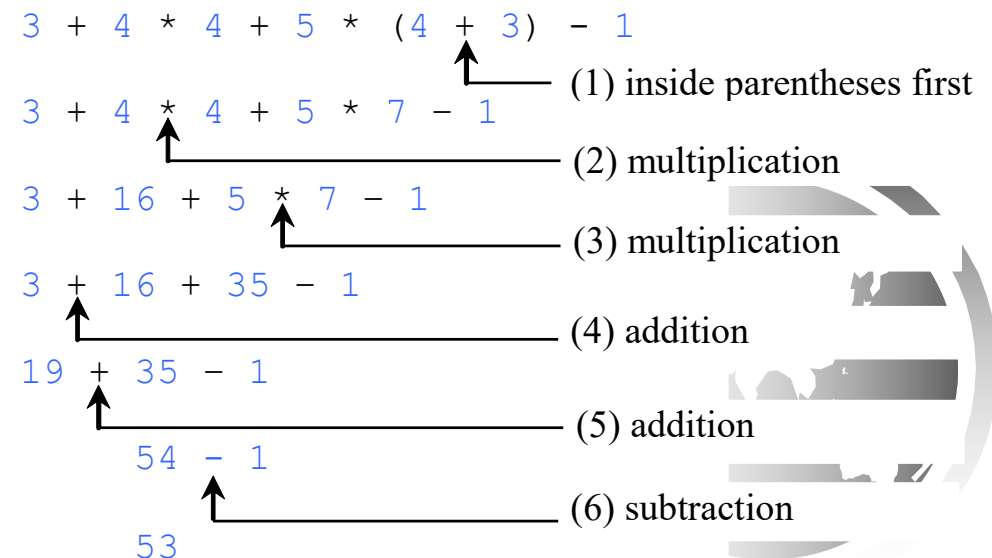 3 + 4 * 4 + 5 * (4 + 3) - 1
(1) inside parentheses first
3 + 4 * 4 + 5 * 7 – 1
(2) multiplication
3 + 16 + 5 * 7 – 1
(3) multiplication
3 + 16 + 35 – 1
(4) addition
19 + 35 – 1
(5) addition
54 – 1
(6) subtraction
53